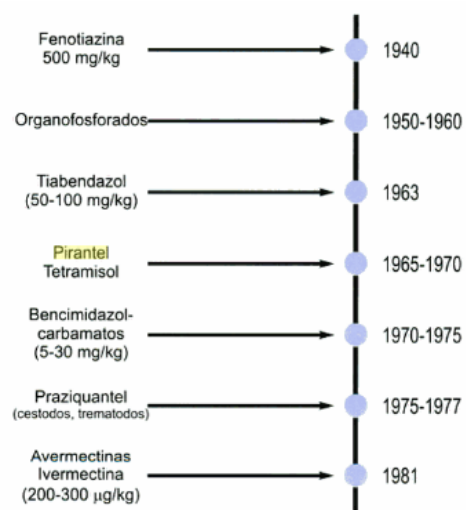 Fenotiazina
500 mg/kg
1940
Organofosforados
1950-1960
Tiabendazol
(50-100 mg/kg)
1963
Pirantel
Tetramisol
1965-1970
Bencimidazol-
carbamatos
(5-30 mg/kg)
1970-1975
Praziquantel
(cestodos, trematodos)
1975-1977
Avermectinas
Ivermectina
(200-300 µg/kg)
1981